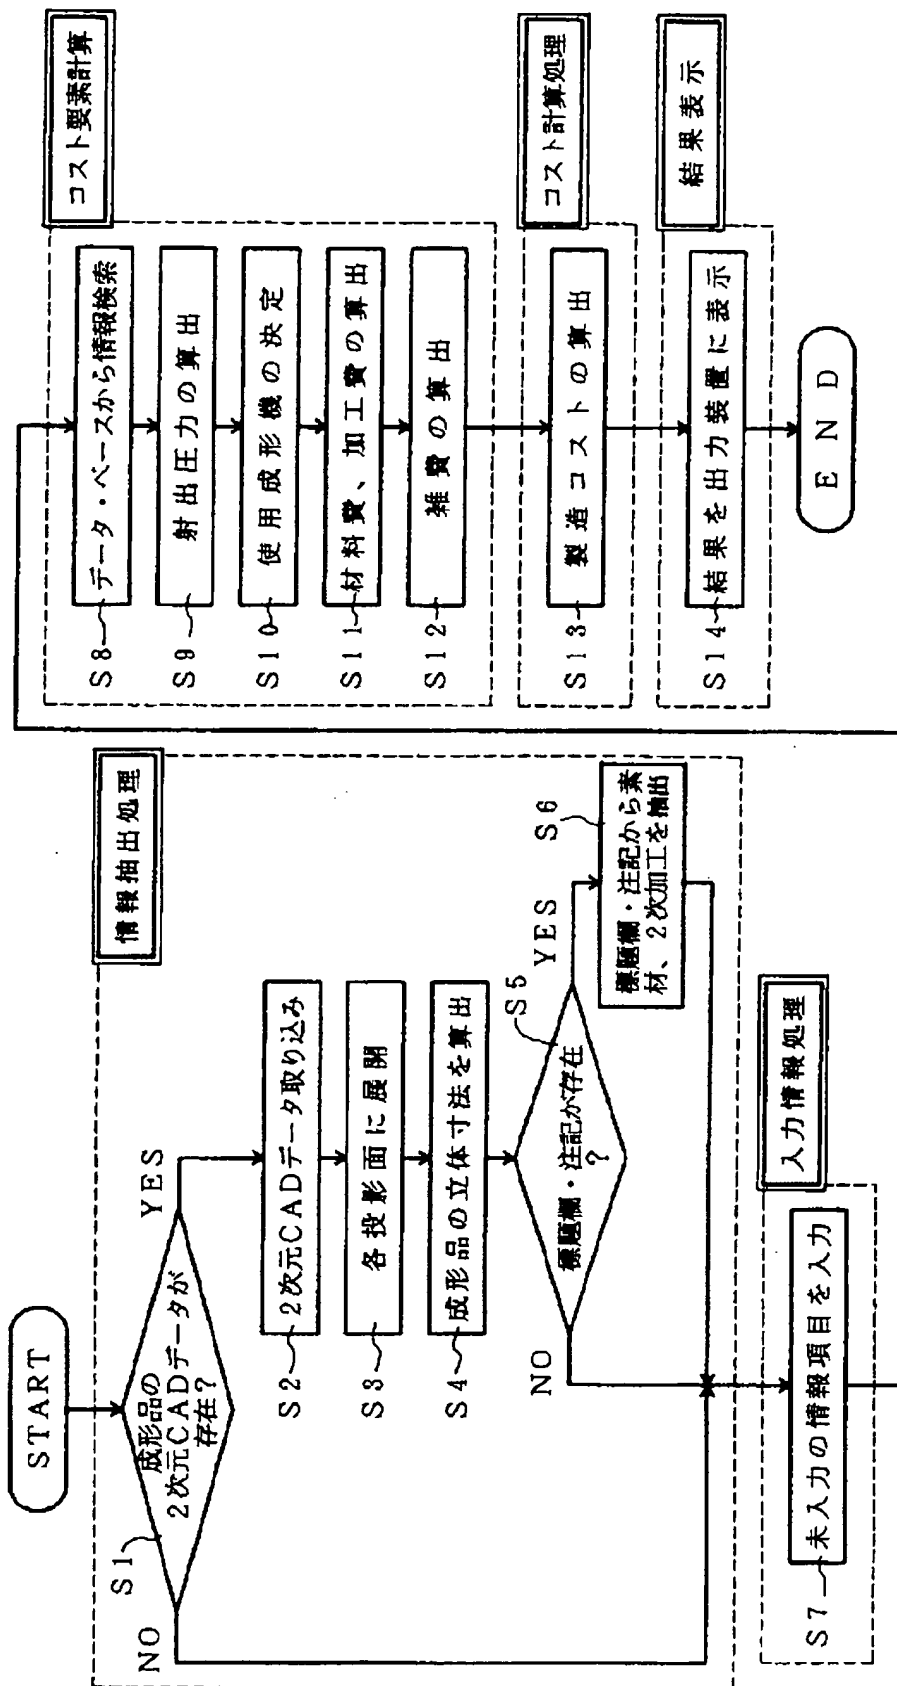 START
情報抽出処理
S1
成形品の
2次元CADデータが
存在?
YES
NO
S2
2次元CADデータ取り込み
S3
各投影面に展開
S4
成形品の立体寸法を算出
S5
標題欄・注記が存在
?
YES
NO
S6
標題欄・注記から素
材、2次加工を抽出
入力情報処理
S7
未入力の情報項目を入力
コスト要素計算
S8
データ・ベースから情報検索
S9
射出圧力の算出
S10
使用成形機の決定
S11
材料費、加工費の算出
S12
雑費の算出
コスト計算処理
S13
製造コストの算出
結果表示
S14
結果を出力装置に表示
END